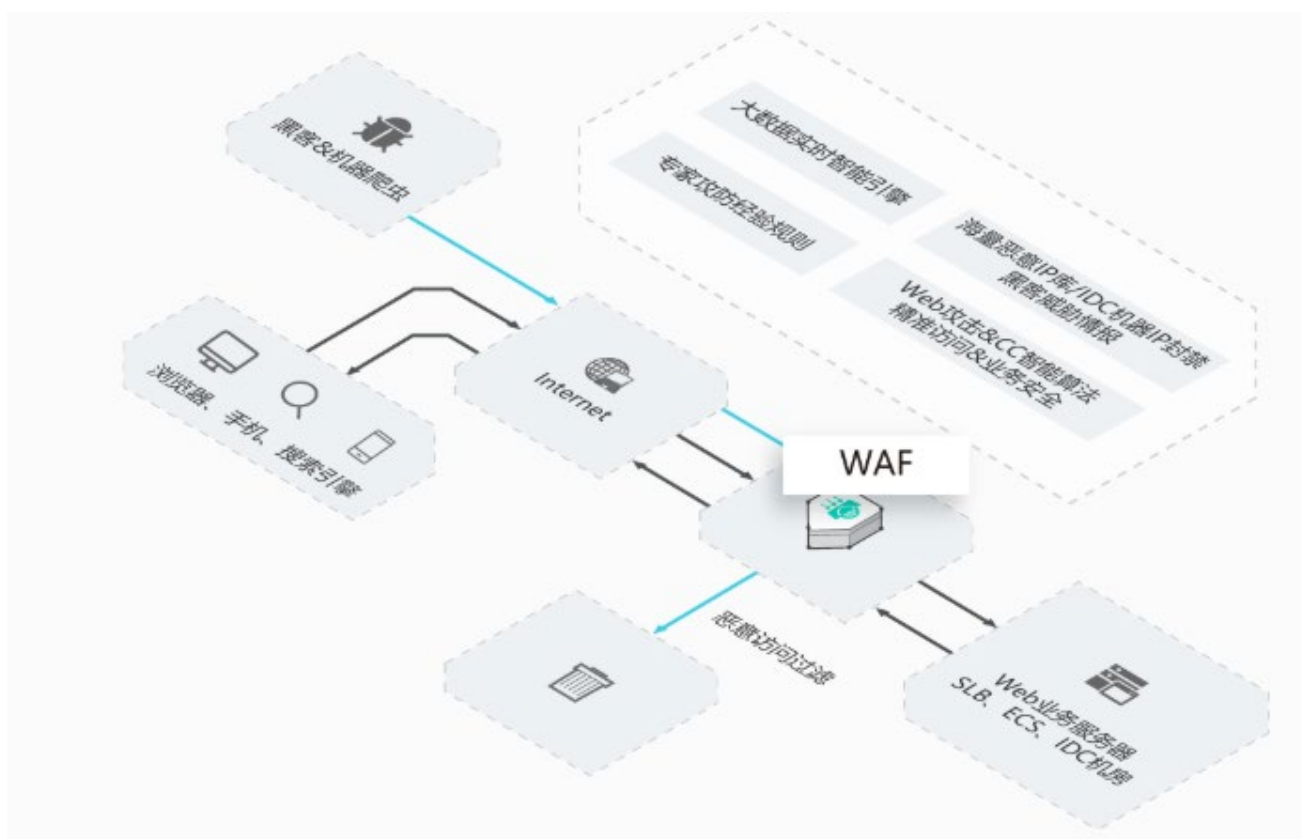 黑客&机器爬虫
大数据实时智能引擎
专家攻防经验规则
海量恶意IP库/IDC机器IP封禁
黑客威胁情报
Web攻击&CC智能算法
精准访问&业务安全
浏览器、手机、搜索引擎
Internet
WAF
恶意访问过滤
Web业务服务器
SLB、ECS、IDC机房